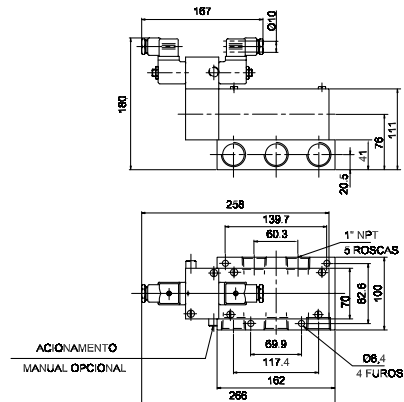 167
Ø10
180
20.5
41
76
111
258
139.7
60.3
1" NPT
5 ROSCAS
70
82.6
100
ACIONAMENTO
MANUAL OPCIONAL
69.9
117.4
162
266
Ø6,4
4 FUROS